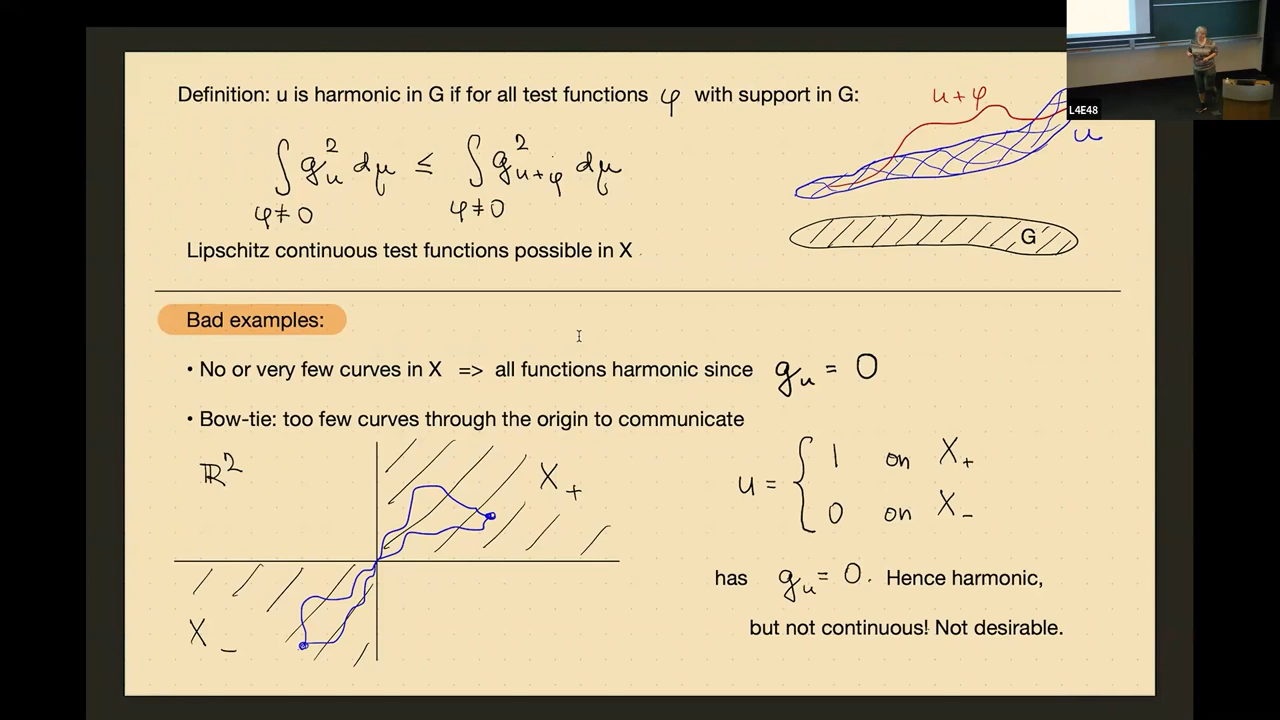 Definition: u is harmonic in G if for all test functions φ with support in G:
u+φ
L4E48
u
∫ g_u^2 dμ ≤ ∫ g_{u+φ}^2 dμ
φ≠0 φ≠0
G
Lipschitz continuous test functions possible in X
Bad examples:
• No or very few curves in X => all functions harmonic since g_u = 0
• Bow-tie: too few curves through the origin to communicate
ℝ^2
X_+
u = { 1 on X_+
0 on X_-
has g_u = 0. Hence harmonic,
X_-
but not continuous! Not desirable.